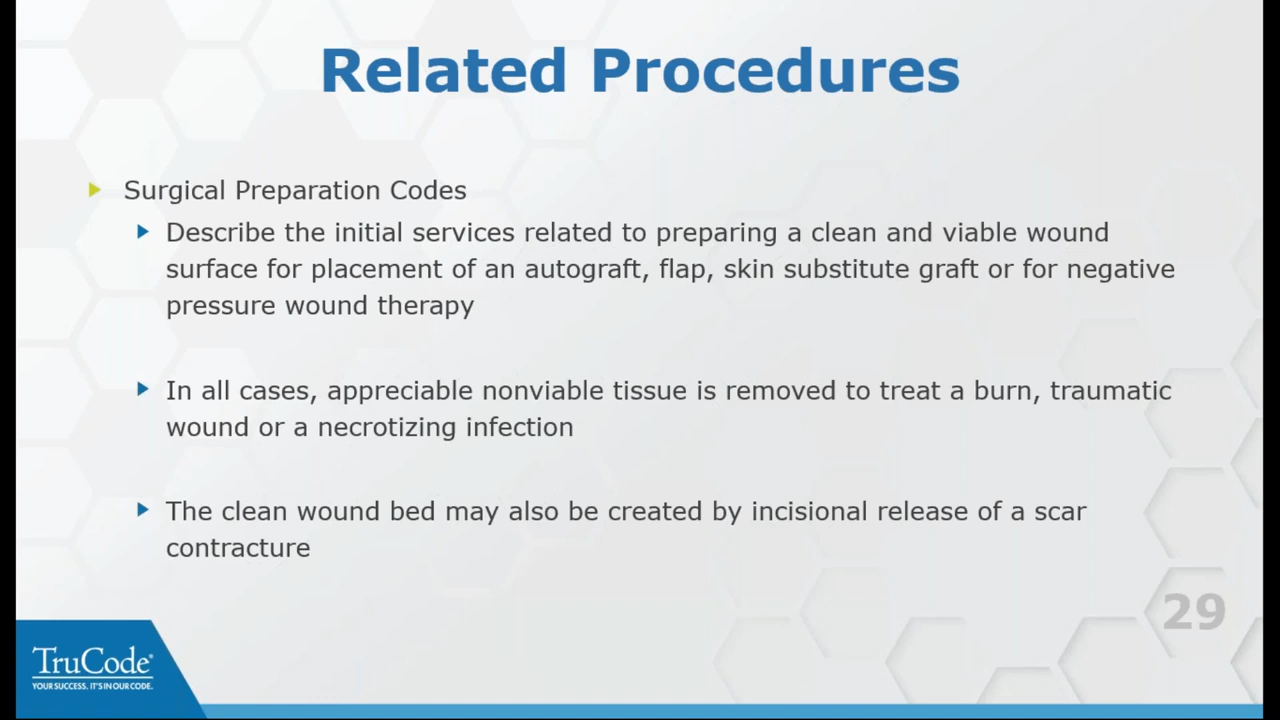 Related Procedures
Surgical Preparation Codes
Describe the initial services related to preparing a clean and viable wound
surface for placement of an autograft, flap, skin substitute graft or for negative
pressure wound therapy
In all cases, appreciable nonviable tissue is removed to treat a burn, traumatic
wound or a necrotizing infection
The clean wound bed may also be created by incisional release of a scar
contracture
29
TruCode®
YOUR SUCCESS. IT'S IN OUR CODE.